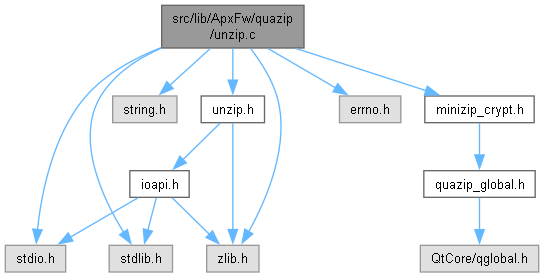 src/lib/ApxFw/quazip
/unzip.c
string.h
unzip.h
errno.h
minizip_crypt.h
ioapi.h
quazip_global.h
stdio.h
stdlib.h
zlib.h
QtCore/qglobal.h